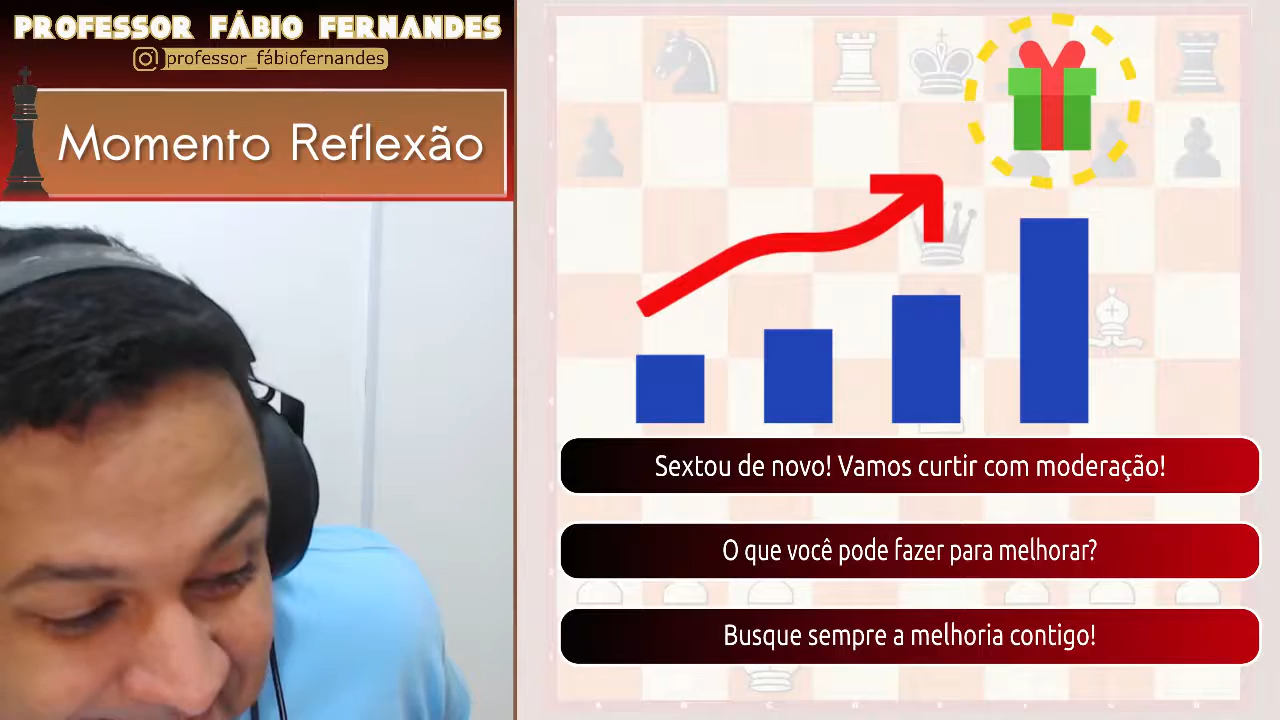 PROFESSOR FÁBIO FERNANDES
professor_fábiofernandes
Momento Reflexão
Sextou de novo! Vamos curtir com moderação!
O que você pode fazer para melhorar?
Busque sempre a melhoria contigo!